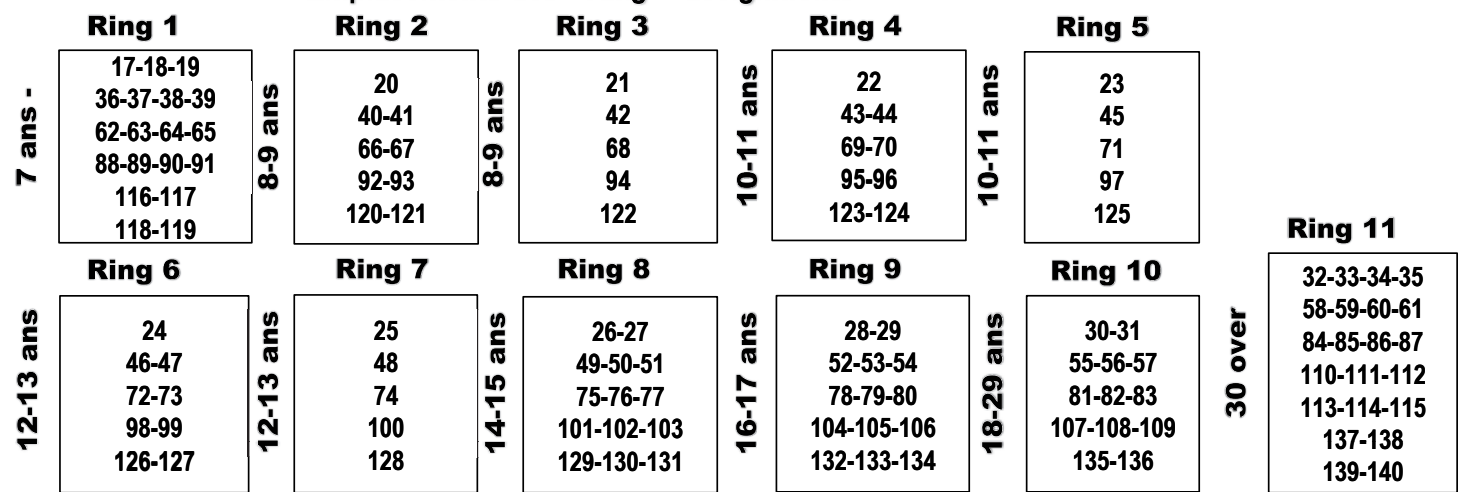 Ring 1
7 ans -
17-18-19
36-37-38-39
62-63-64-65
88-89-90-91
116-117
118-119
Ring 2
8-9 ans
20
40-41
66-67
92-93
120-121
Ring 3
8-9 ans
21
42
68
94
122
Ring 4
10-11 ans
22
43-44
69-70
95-96
123-124
Ring 5
10-11 ans
23
45
71
97
125
Ring 6
12-13 ans
24
46-47
72-73
98-99
126-127
Ring 7
12-13 ans
25
48
74
100
128
Ring 8
14-15 ans
26-27
49-50-51
75-76-77
101-102-103
129-130-131
Ring 9
16-17 ans
28-29
52-53-54
78-79-80
104-105-106
132-133-134
Ring 10
18-29 ans
30-31
55-56-57
81-82-83
107-108-109
135-136
Ring 11
30 over
32-33-34-35
58-59-60-61
84-85-86-87
110-111-112
113-114-115
137-138
139-140